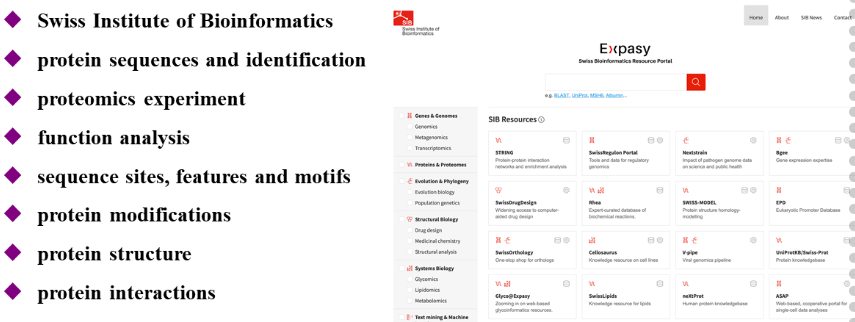 Swiss Institute of Bioinformatics
protein sequences and identification
proteomics experiment
function analysis
sequence sites, features and motifs
protein modifications
protein structure
protein interactions
SIB
Swiss Institute of
Bioinformatics
Home About SIB News Contact
Expasy
Swiss Bioinformatics Resource Portal
e.g. BLAST, UniProt, MSH6, Albumin...
Genes & Genomes
Genomics
Metagenomics
Transcriptomics
Proteins & Proteomes
Evolution & Phylogeny
Evolution biology
Population genetics
Structural Biology
Drug design
Medicinal chemistry
Structural analysis
Systems Biology
Glycomics
Lipidomics
Metabolomics
Text mining & Machine
SIB Resources
STRING
Protein-protein interaction
networks and enrichment analysis
SwissRegulon Portal
Tools and data for regulatory
genomics
Nextstrain
Impact of pathogen genome data
on science and public health
Bgee
Gene expression expertise
SwissDrugDesign
Widening access to computer-
aided drug design
Rhea
Expert-curated database of
biochemical reactions.
SWISS-MODEL
Protein structure homology-
modelling
EPD
Eukaryotic Promoter Database
SwissOrthology
One-stop shop for orthologs
Cellosaurus
Knowledge resource on cell lines
V-pipe
Viral genomics pipeline
UniProtKB/Swiss-Prot
Protein knowledgebase
Glyco@Expasy
Zooming in on web-based
glycoinformatics resources.
SwissLipids
Knowledge resource for lipids
neXtProt
Human protein knowledgebase
ASAP
Web-based, cooperative portal for
single-cell data analyses